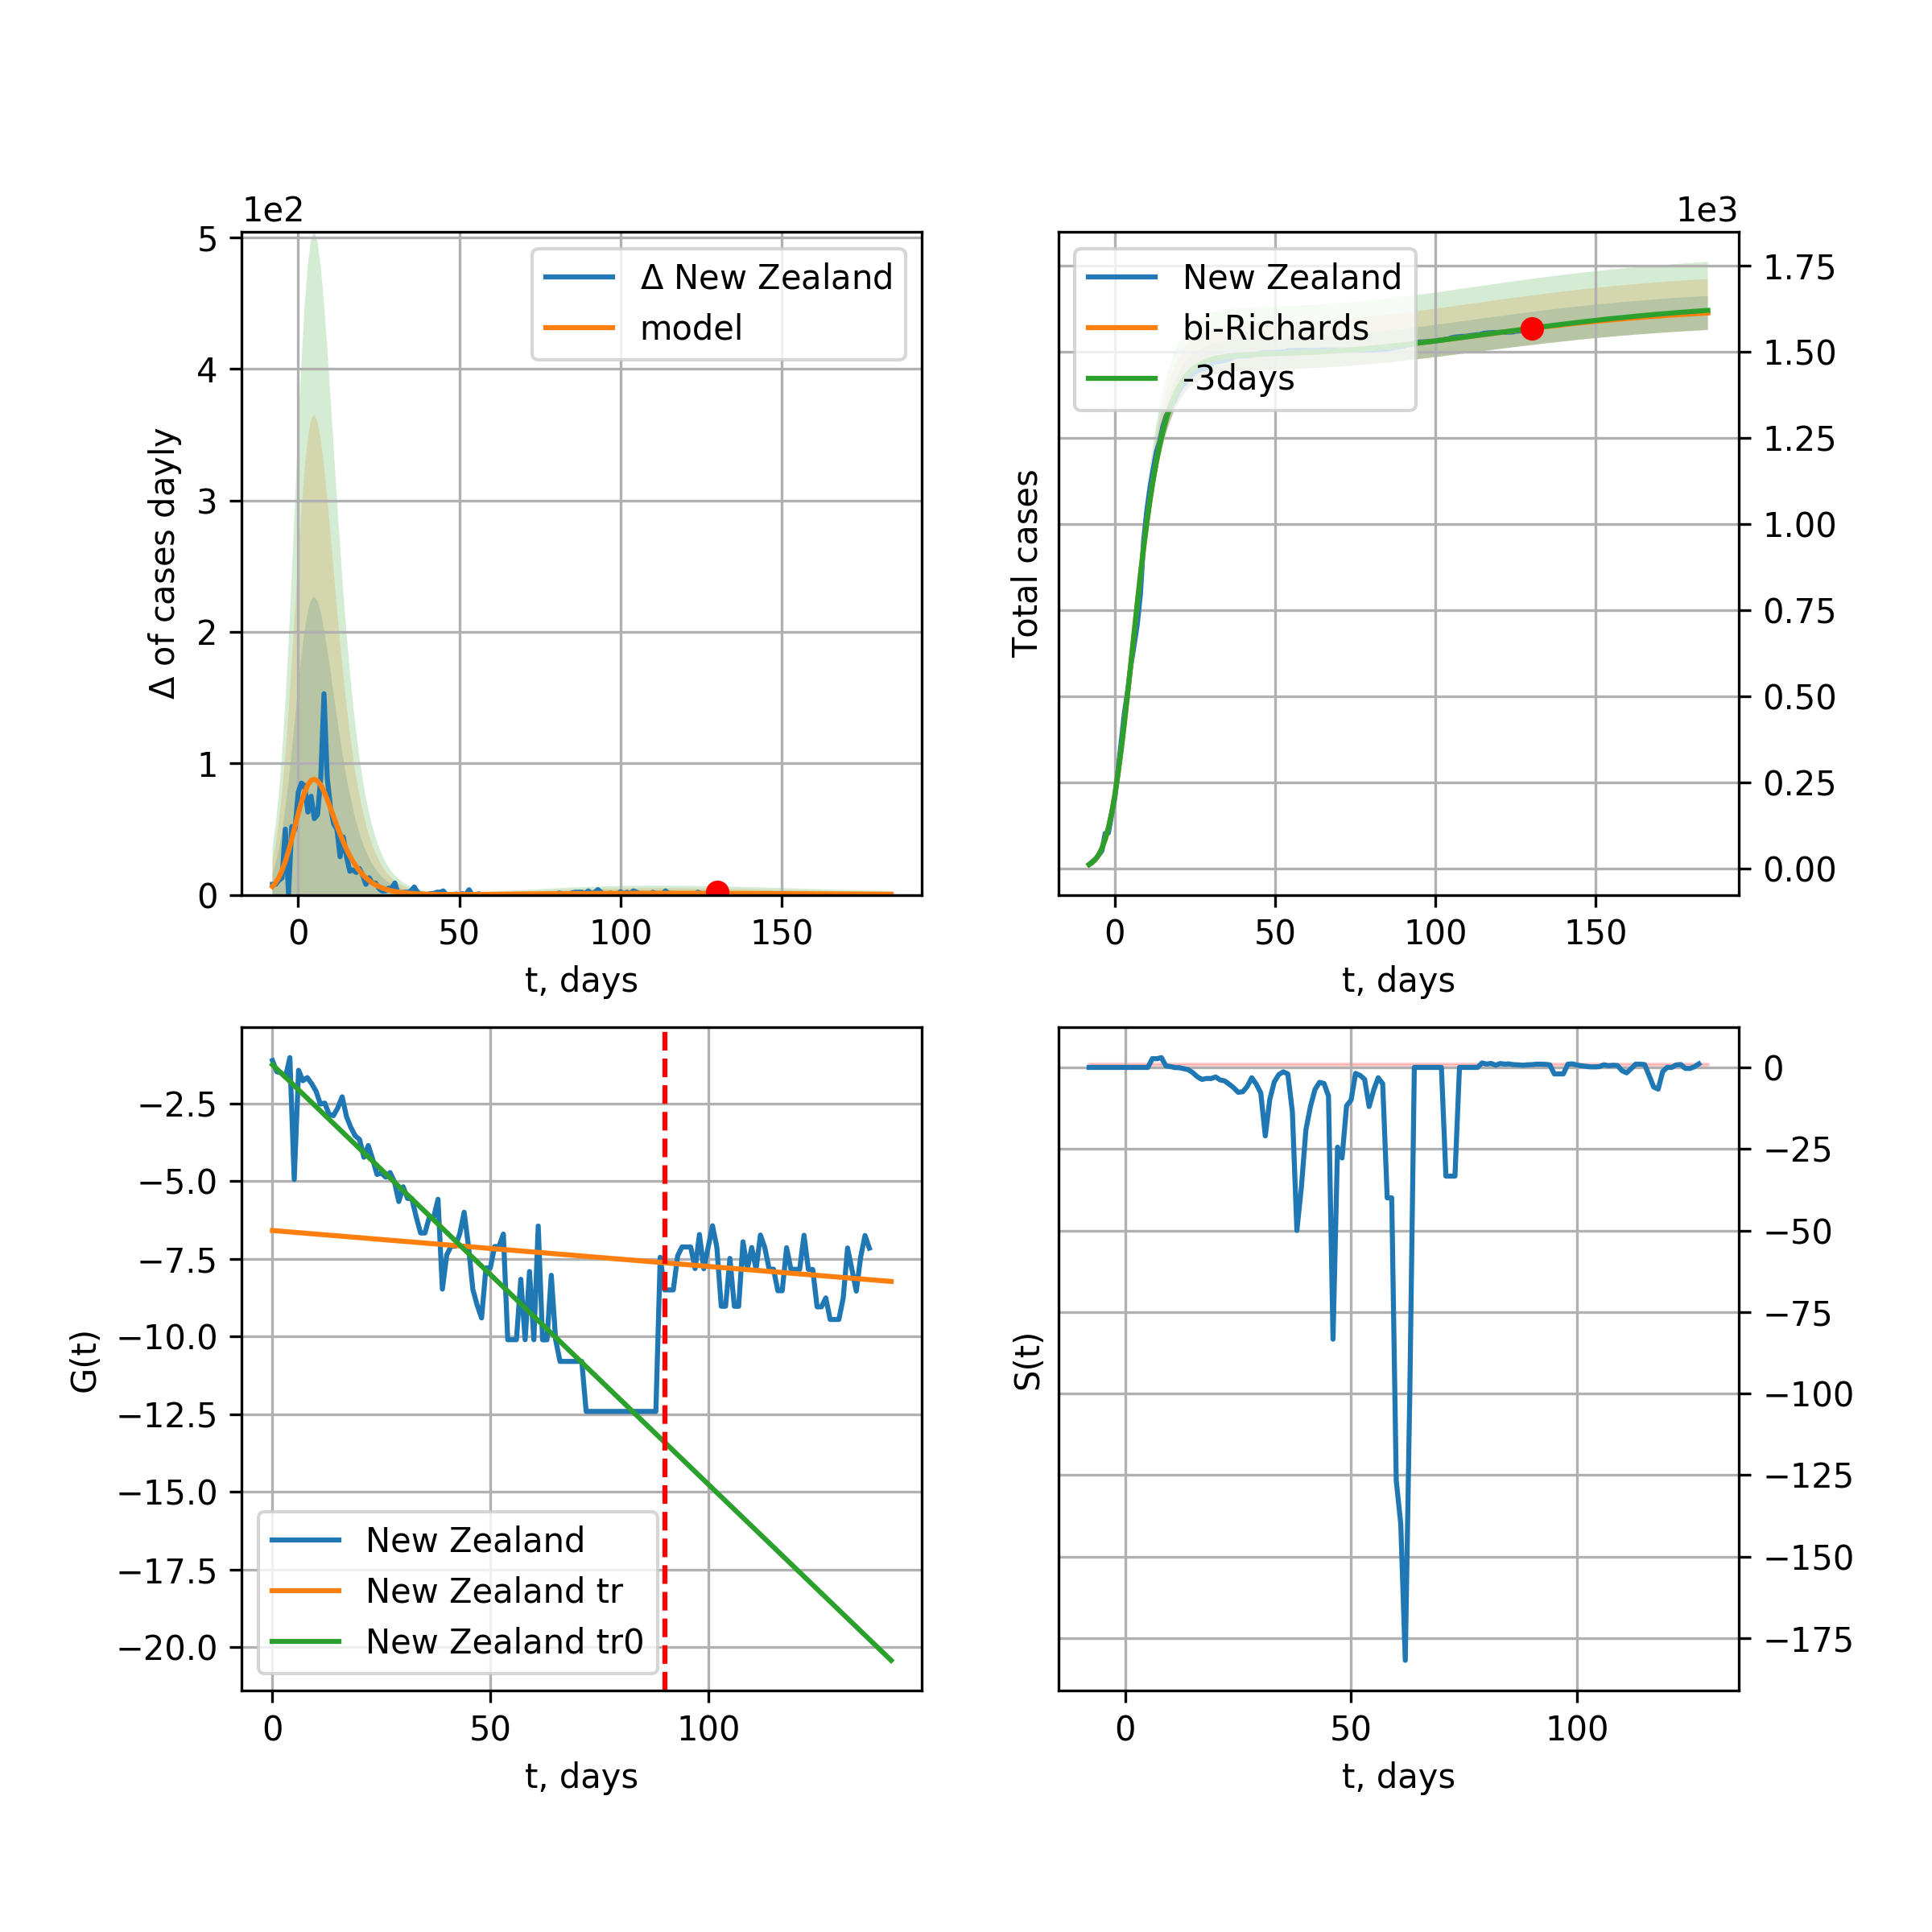 1e2
5
4
3
2
1
0
Δ of cases dayly
Δ New Zealand
model
0 50 100 150
t, days
1e3
1.75
1.50
1.25
1.00
0.75
0.50
0.25
0.00
Total cases
New Zealand
bi-Richards
-3days
0 50 100 150
t, days
−2.5
−5.0
−7.5
−10.0
−12.5
−15.0
−17.5
−20.0
G(t)
New Zealand
New Zealand tr
New Zealand tr0
0 50 100
t, days
0
−25
−50
−75
−100
−125
−150
−175
S(t)
0 50 100
t, days